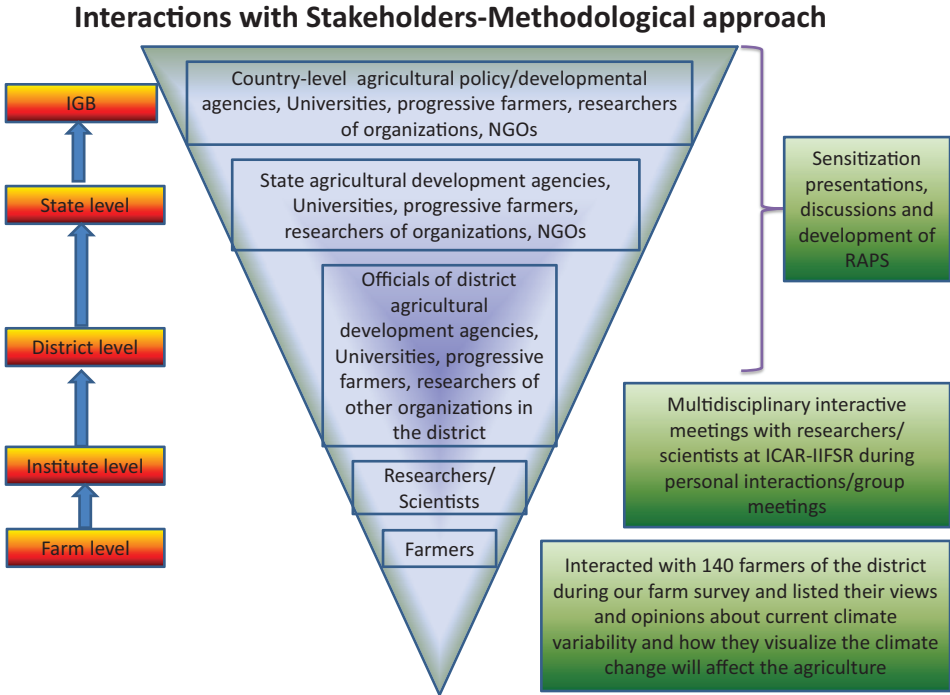 Interactions with Stakeholders-Methodological approach
IGB
State level
District level
Institute level
Farm level
Country-level agricultural policy/developmental
agencies, Universities, progressive farmers, researchers
of organizations, NGOs
State agricultural development agencies,
Universities, progressive farmers,
researchers of organizations, NGOs
Officials of district
agricultural
development agencies,
Universities, progressive
farmers, researchers of
other organizations in
the district
Researchers/
Scientists
Farmers
Sensitization
presentations,
discussions and
development of
RAPS
Multidisciplinary interactive
meetings with researchers/
scientists at ICAR-IIFSR during
personal interactions/group
meetings
Interacted with 140 farmers of the district
during our farm survey and listed their views
and opinions about current climate
variability and how they visualize the climate
change will affect the agriculture